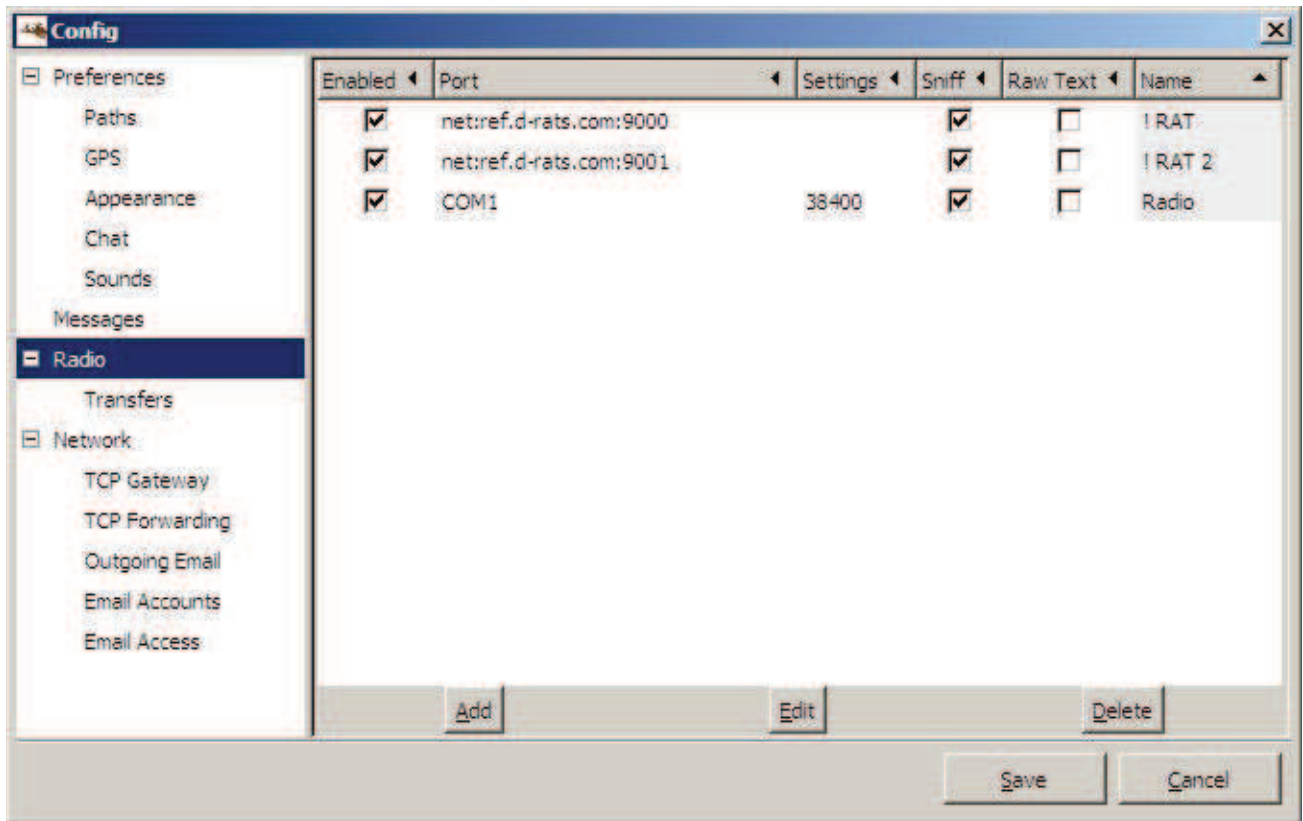 Config
Preferences
Paths
GPS
Appearance
Chat
Sounds
Messages
Radio
Transfers
Network
TCP Gateway
TCP Forwarding
Outgoing Email
Email Accounts
Email Access
Enabled Port Settings Sniff Raw Text Name
net:ref.d-rats.com:9000 ! RAT
net:ref.d-rats.com:9001 ! RAT 2
COM1 38400 Radio
Add Edit Delete
Save Cancel